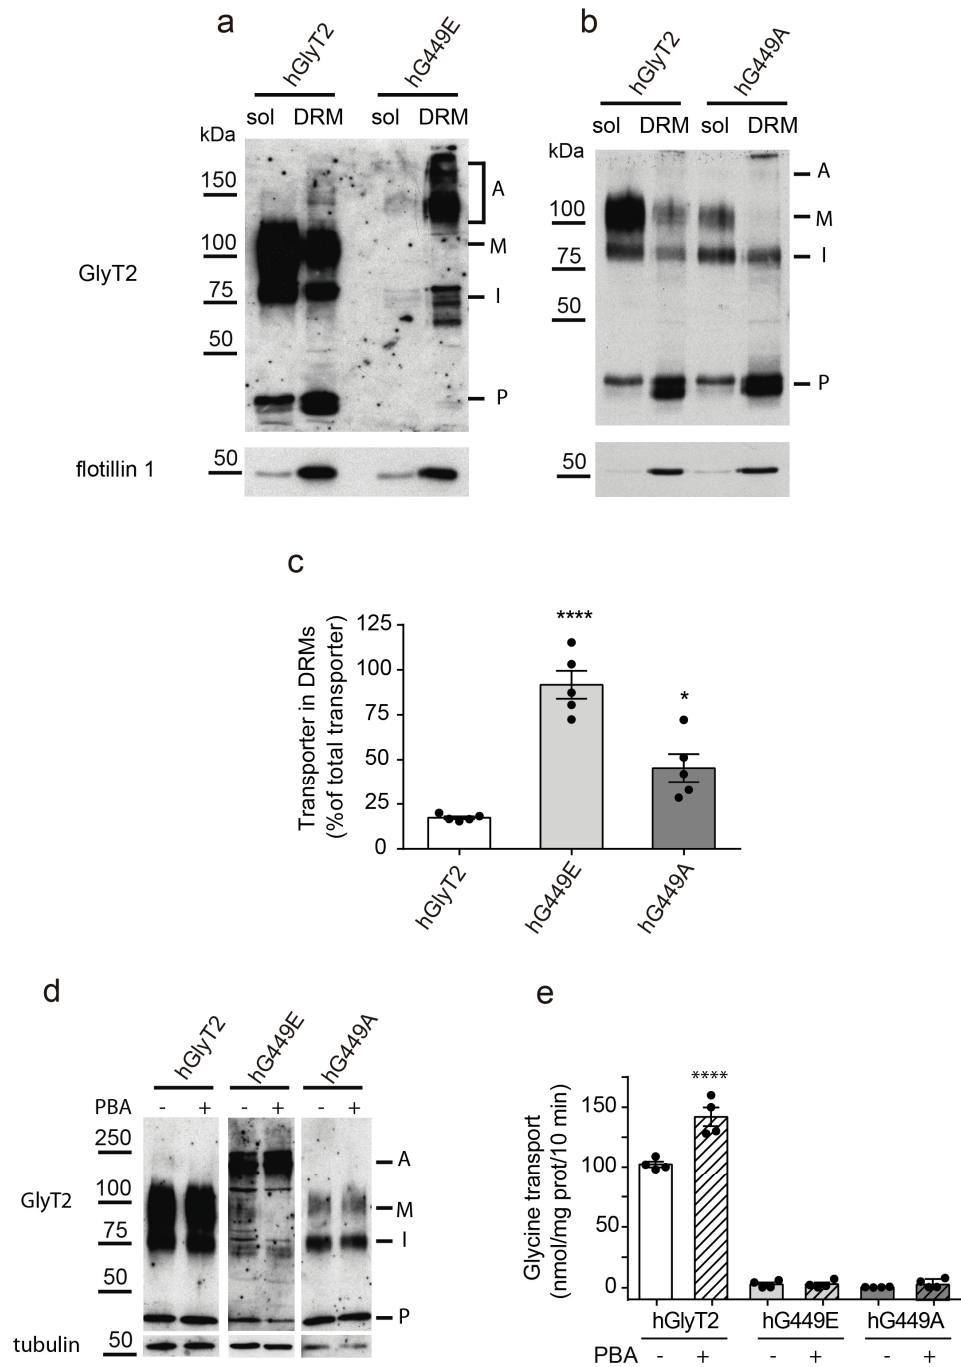 a
b
hGlyT2
hG449E
hGlyT2
hG449A
sol DRM sol DRM
sol DRM sol DRM
kDa
kDa
150
A
A
100
M
100
M
GlyT2
75
I
75
I
50
50
P
P
flotillin 1
50
50
c
Transporter in DRMs
(%of total transporter)
125
100
75
50
25
0
****
*
hGlyT2
hG449E
hG449A
d
e
hGlyT2
hG449E
hG449A
PBA - + - + - +
250
A
GlyT2
100
M
75
I
50
P
tubulin
50
Glycine transport
(nmol/mg prot/10 min)
150
100
50
0
****
hGlyT2 hG449E hG449A
PBA - + - + - +